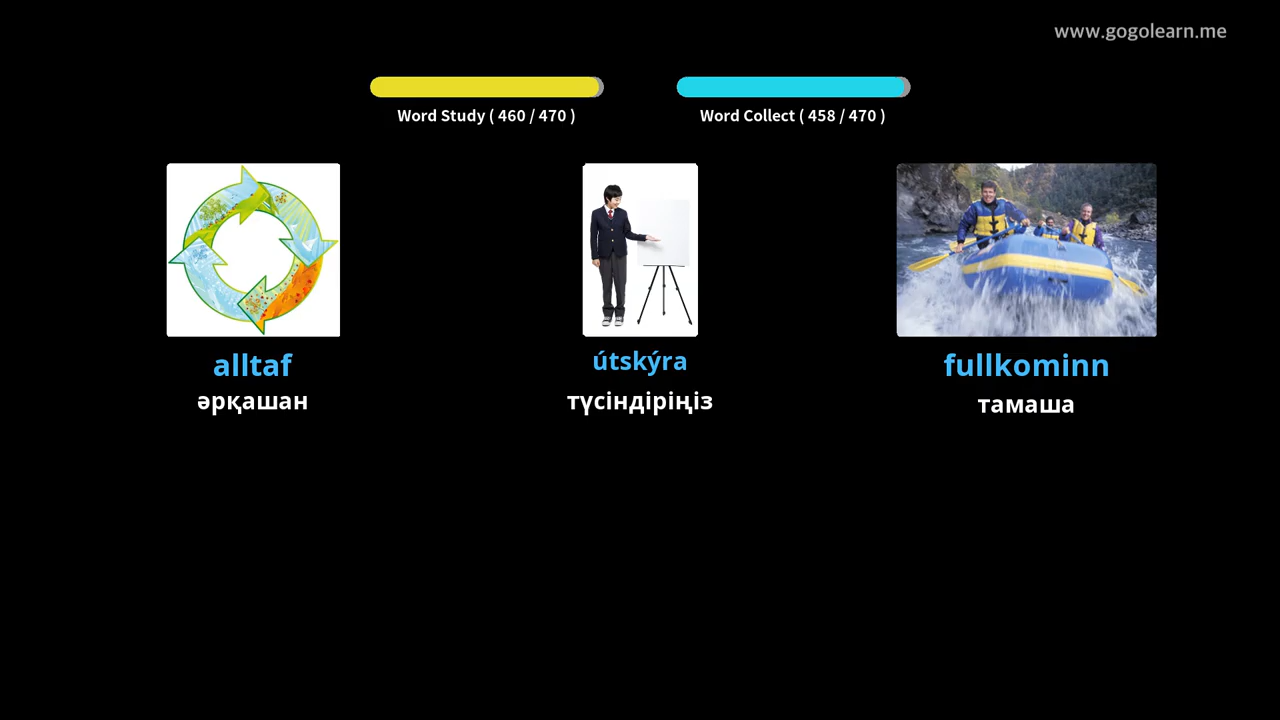 www.gogolearn.me
Word Study ( 460 / 470 )
Word Collect ( 458 / 470 )
alltaf
әрқашан
útskýra
түсіндіріңіз
fullkominn
тамаша